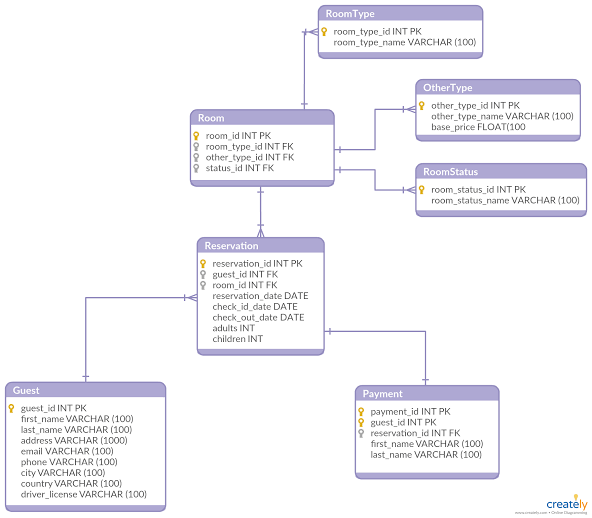 RoomType
room_type_id INT PK
room_type_name VARCHAR (100)
OtherType
other_type_id INT PK
other_type_name VARCHAR (100)
base_price FLOAT(100
Room
room_id INT PK
room_type_id INT FK
other_type_id INT FK
status_id INT FK
RoomStatus
room_status_id INT PK
room_status_name VARCHAR (100)
Reservation
reservation_id INT PK
guest_id INT FK
room_id INT FK
reservation_date DATE
check_id_date DATE
check_out_date DATE
adults INT
children INT
Guest
guest_id INT PK
first_name VARCHAR (100)
last_name VARCHAR (100)
address VARCHAR (1000)
email VARCHAR (100)
phone VARCHAR (100)
city VARCHAR (100)
country VARCHAR (100)
driver_license VARCHAR (100)
Payment
payment_id INT PK
guest_id INT PK
reservation_id INT FK
first_name VARCHAR (100)
last_name VARCHAR (100)
creately
www.creately.com • Online Diagramming